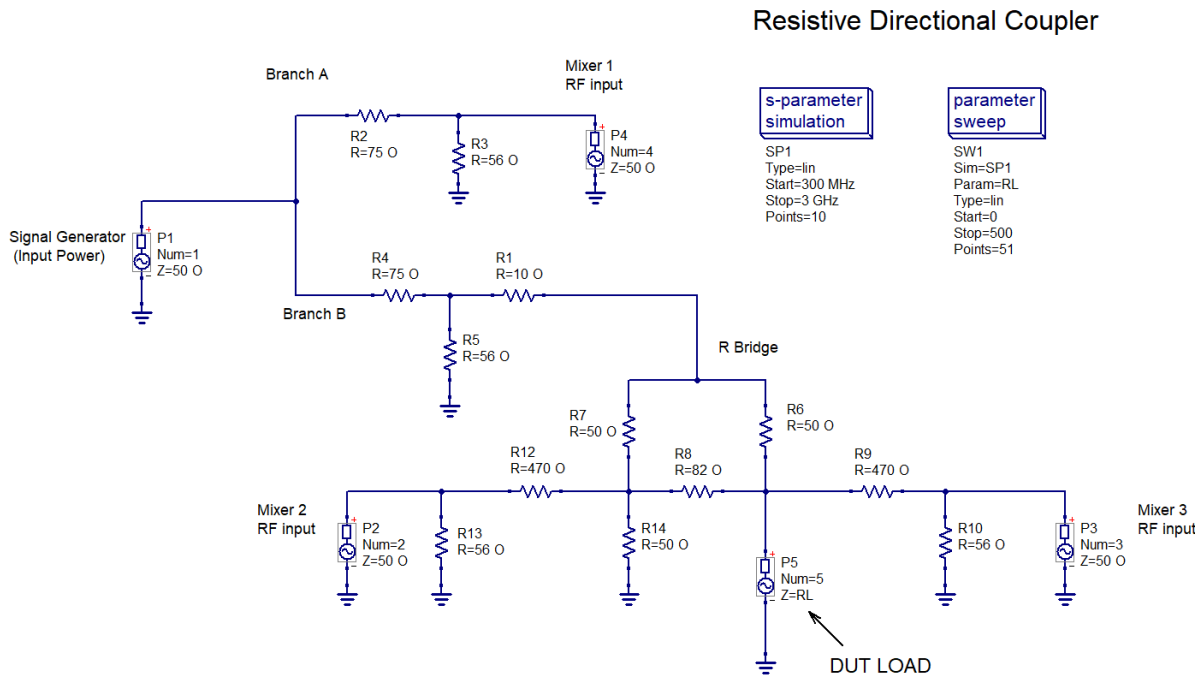 Resistive Directional Coupler
Branch A
Mixer 1
RF input
R2
R=75 O
R3
R=56 O
P4
Num=4
Z=50 O
s-parameter
simulation
SP1
Type=lin
Start=300 MHz
Stop=3 GHz
Points=10
parameter
sweep
SW1
Sim=SP1
Param=RL
Type=lin
Start=0
Stop=500
Points=51
Signal Generator
(Input Power)
P1
Num=1
Z=50 O
R4
R=75 O
R1
R=10 O
Branch B
R5
R=56 O
R Bridge
R7
R=50 O
R6
R=50 O
R12
R=470 O
R8
R=82 O
R9
R=470 O
Mixer 2
RF input
P2
Num=2
Z=50 O
R13
R=56 O
R14
R=50 O
P5
Num=5
Z=RL
R10
R=56 O
P3
Num=3
Z=50 O
Mixer 3
RF input
DUT LOAD